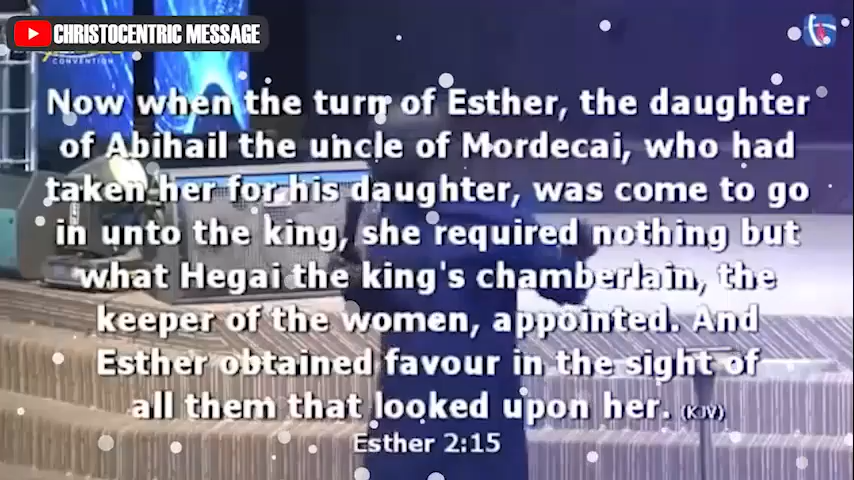 CHRISTOCENTRIC MESSAGE
CONVENTION
Now when the turn of Esther, the daughter
of Abihail the uncle of Mordecai, who had
taken her for his daughter, was come to go
in unto the king, she required nothing but
what Hegai the king's chamberlain, the
keeper of the women, appointed. And
Esther obtained favour in the sight of
all them that looked upon her. (KJV)
Esther 2:15